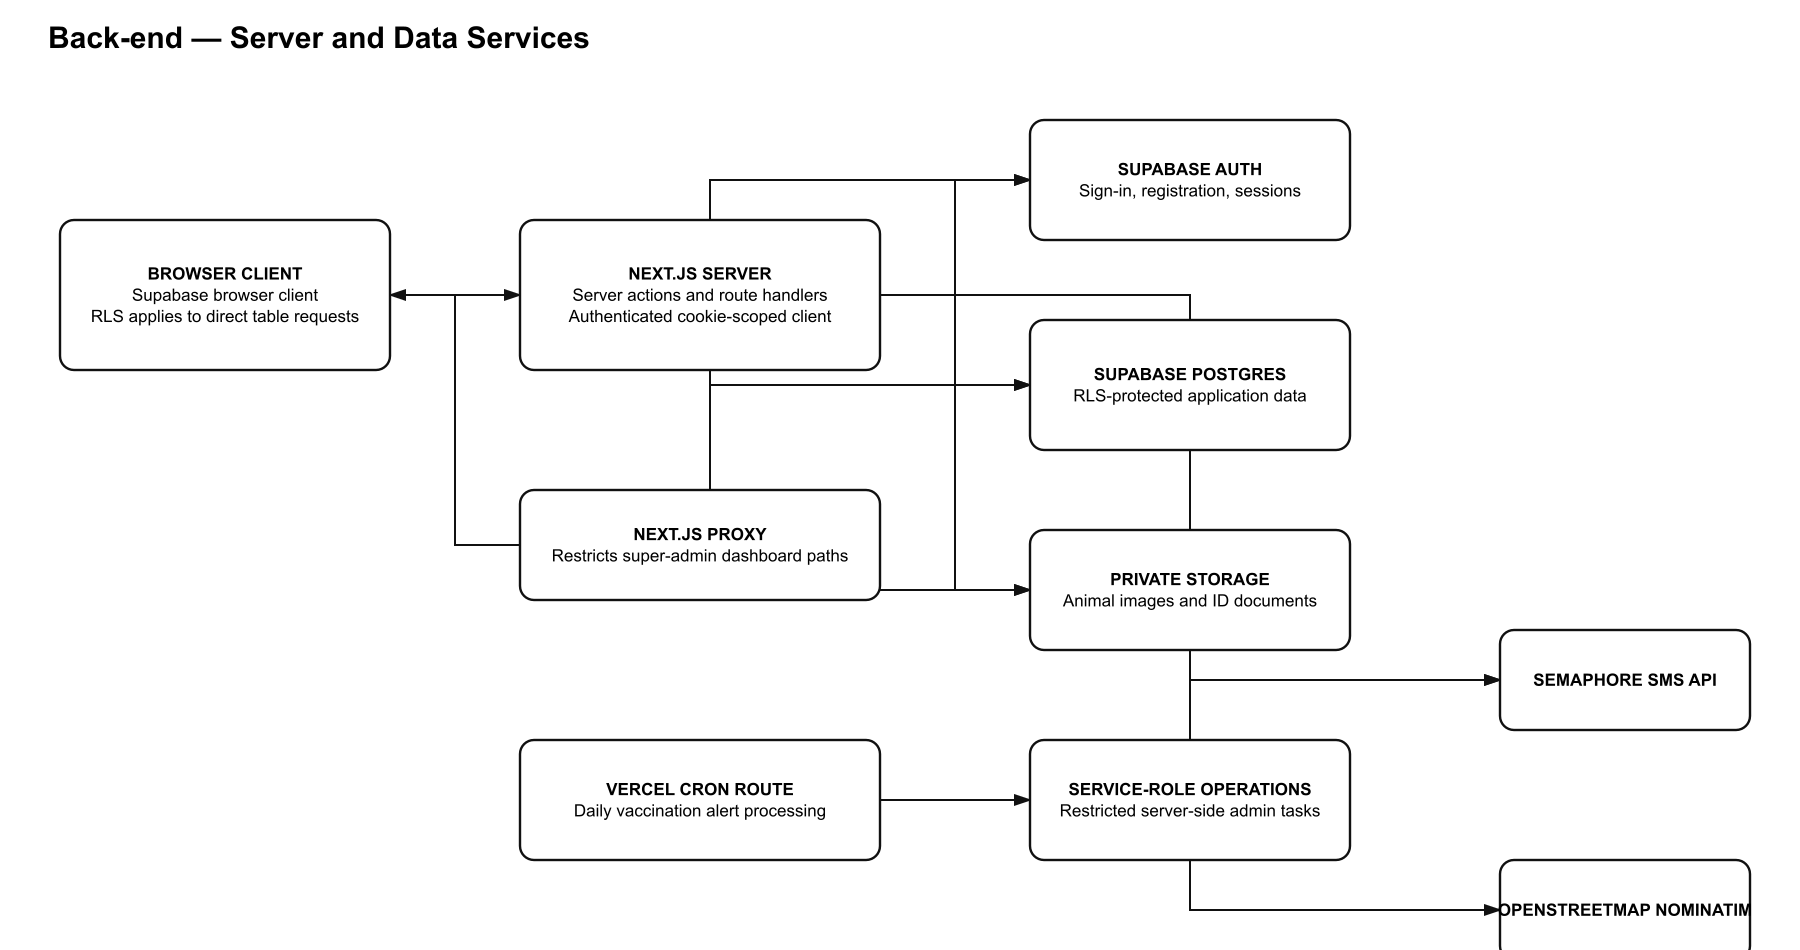 Back-end — Server and Data Services
SUPABASE AUTH
Sign-in, registration, sessions
BROWSER CLIENT
Supabase browser client
RLS applies to direct table requests
NEXT.JS SERVER
Server actions and route handlers
Authenticated cookie-scoped client
SUPABASE POSTGRES
RLS-protected application data
NEXT.JS PROXY
Restricts super-admin dashboard paths
PRIVATE STORAGE
Animal images and ID documents
SEMAPHORE SMS API
VERCEL CRON ROUTE
Daily vaccination alert processing
SERVICE-ROLE OPERATIONS
Restricted server-side admin tasks
OPENSTREETMAP NOMINATIM